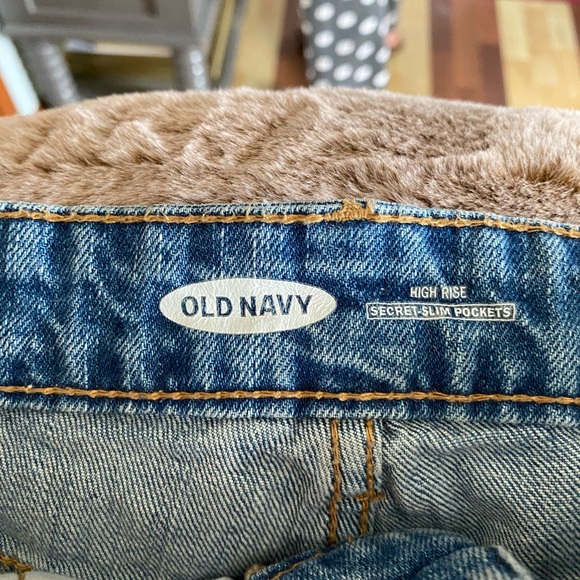 OLD NAVY
HIGH RISE
SECRET-SLIM POCKETS